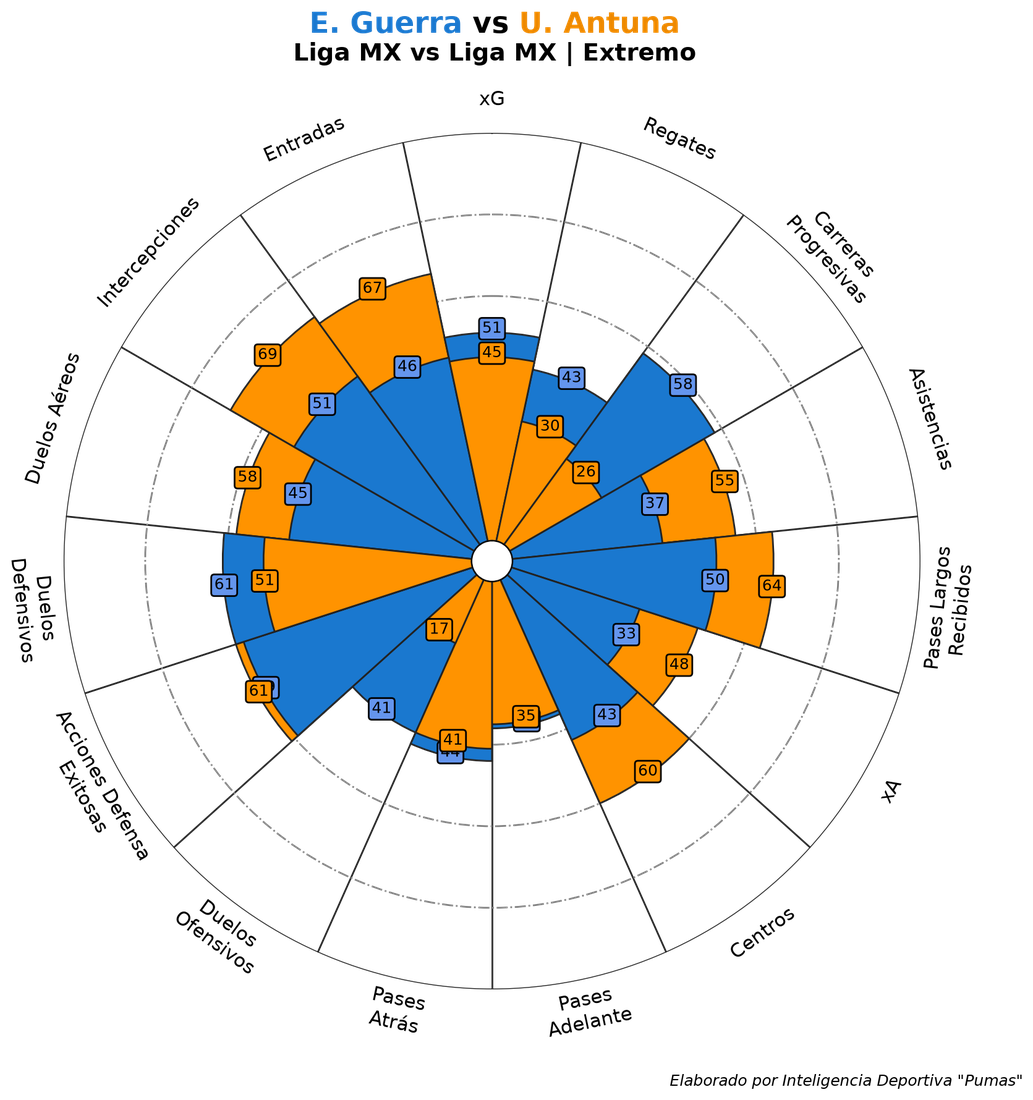 E. Guerra vs U. Antuna
Liga MX vs Liga MX | Extremo
xG
Regates
Carreras
Progresivas
Asistencias
Pases Largos
Recibidos
xA
Centros
Pases
Adelante
Pases
Atrás
Duelos
Ofensivos
Acciones Defensa
Exitosas
Duelos
Defensivos
Duelos Aéreos
Intercepciones
Entradas
51
45
43
30
58
26
37
55
50
64
33
48
43
60
35
41
44
41
17
61
61
51
45
58
51
69
46
67
Elaborado por Inteligencia Deportiva "Pumas"